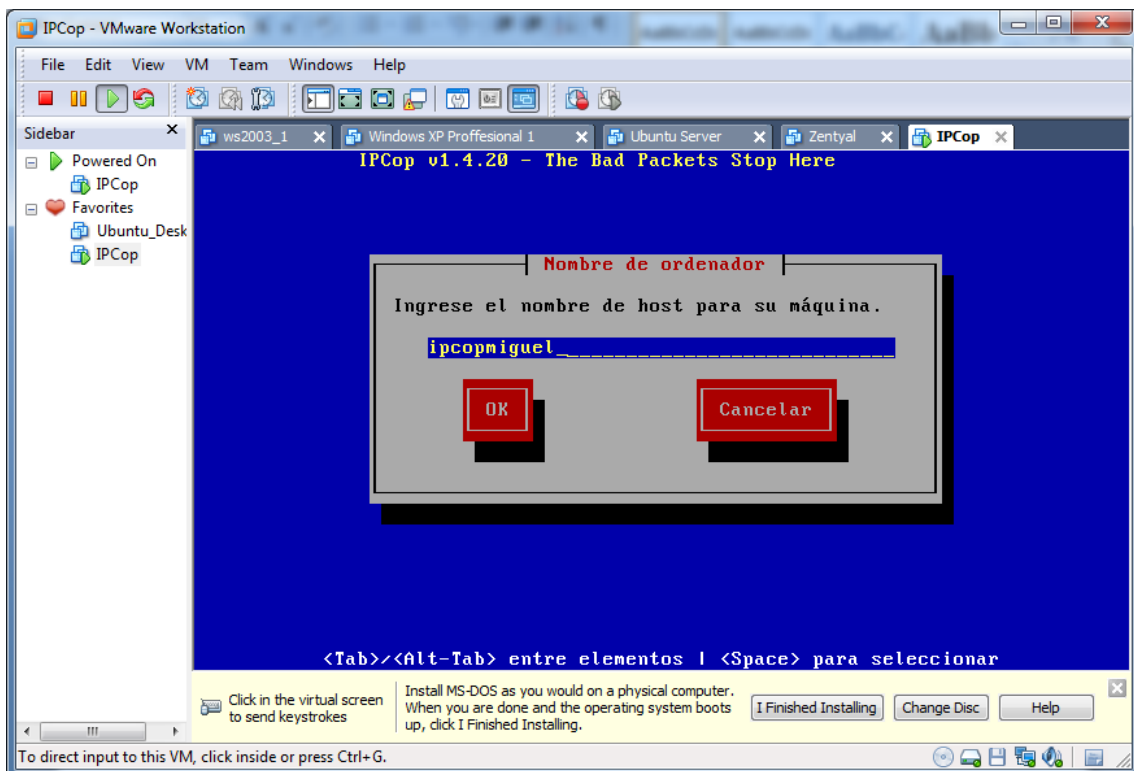 IPCop - VMware Workstation
File Edit View VM Team Windows Help
Sidebar
Powered On
IPCop
Favorites
Ubuntu_Desk
IPCop
ws2003_1 Windows XP Proffesional 1 Ubuntu Server Zentyal IPCop
IPCop v1.4.20 - The Bad Packets Stop Here
Nombre de ordenador
Ingrese el nombre de host para su máquina.
ipcopmiguel
OK Cancelar
<Tab>/<Alt-Tab> entre elementos | <Space> para seleccionar
Click in the virtual screen
to send keystrokes
Install MS-DOS as you would on a physical computer.
When you are done and the operating system boots
up, click I Finished Installing.
I Finished Installing Change Disc Help
To direct input to this VM, click inside or press Ctrl+G.